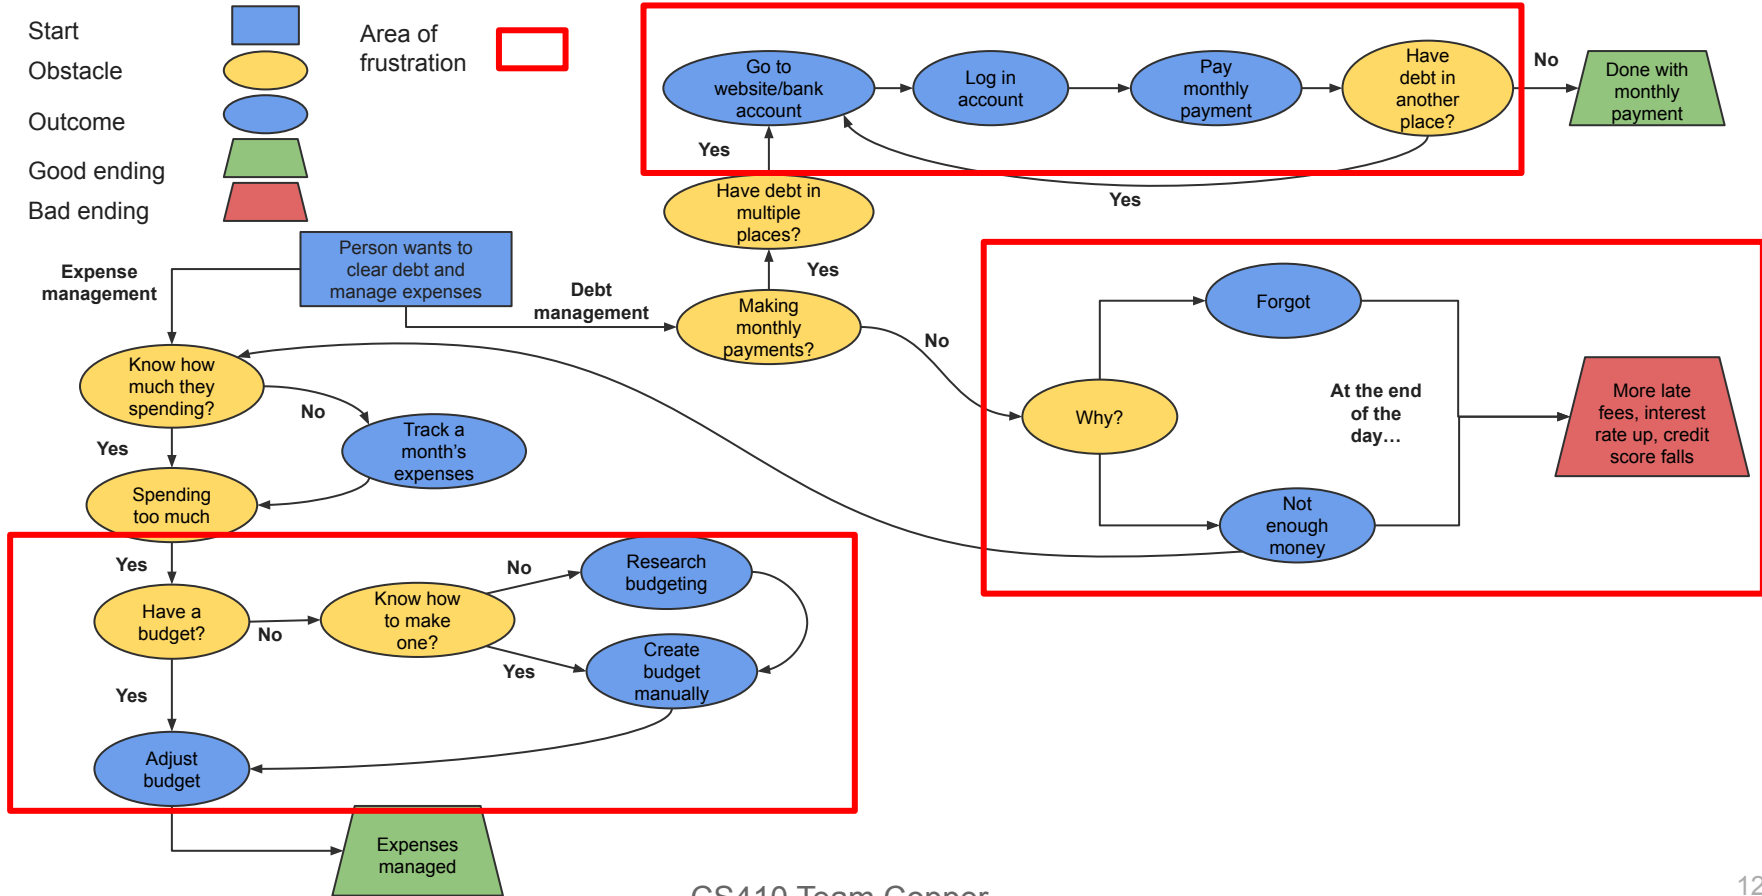 Start
Obstacle
Outcome
Good ending
Bad ending
Area of
frustration
Go to
website/bank
account
Log in
account
Pay
monthly
payment
Have
debt in
another
place?
No
Done with
monthly
payment
Yes
Yes
Have debt in
multiple
places?
Yes
Person wants to
clear debt and
manage expenses
Expense
management
Debt
management
Making
monthly
payments?
No
Forgot
Why?
At the end
of the
day…
More late
fees, interest
rate up, credit
score falls
Not
enough
money
Know how
much they
spending?
No
Track a
month's
expenses
Yes
Spending
too much
Yes
Have a
budget?
No
Know how
to make
one?
No
Research
budgeting
Yes
Create
budget
manually
Yes
Adjust
budget
Expenses
managed
CS410 Team Copper
12